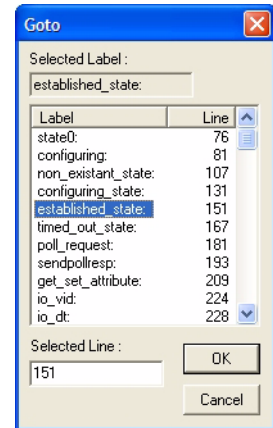 Goto
Selected Label :
established_state:
Label Line
state0: 76
configuring: 81
non_existant_state: 107
configuring_state: 131
established_state: 151
timed_out_state: 167
poll_request: 181
sendpollresp: 193
get_set_attribute: 209
io_vid: 224
io_dt: 228
Selected Line :
151
OK
Cancel